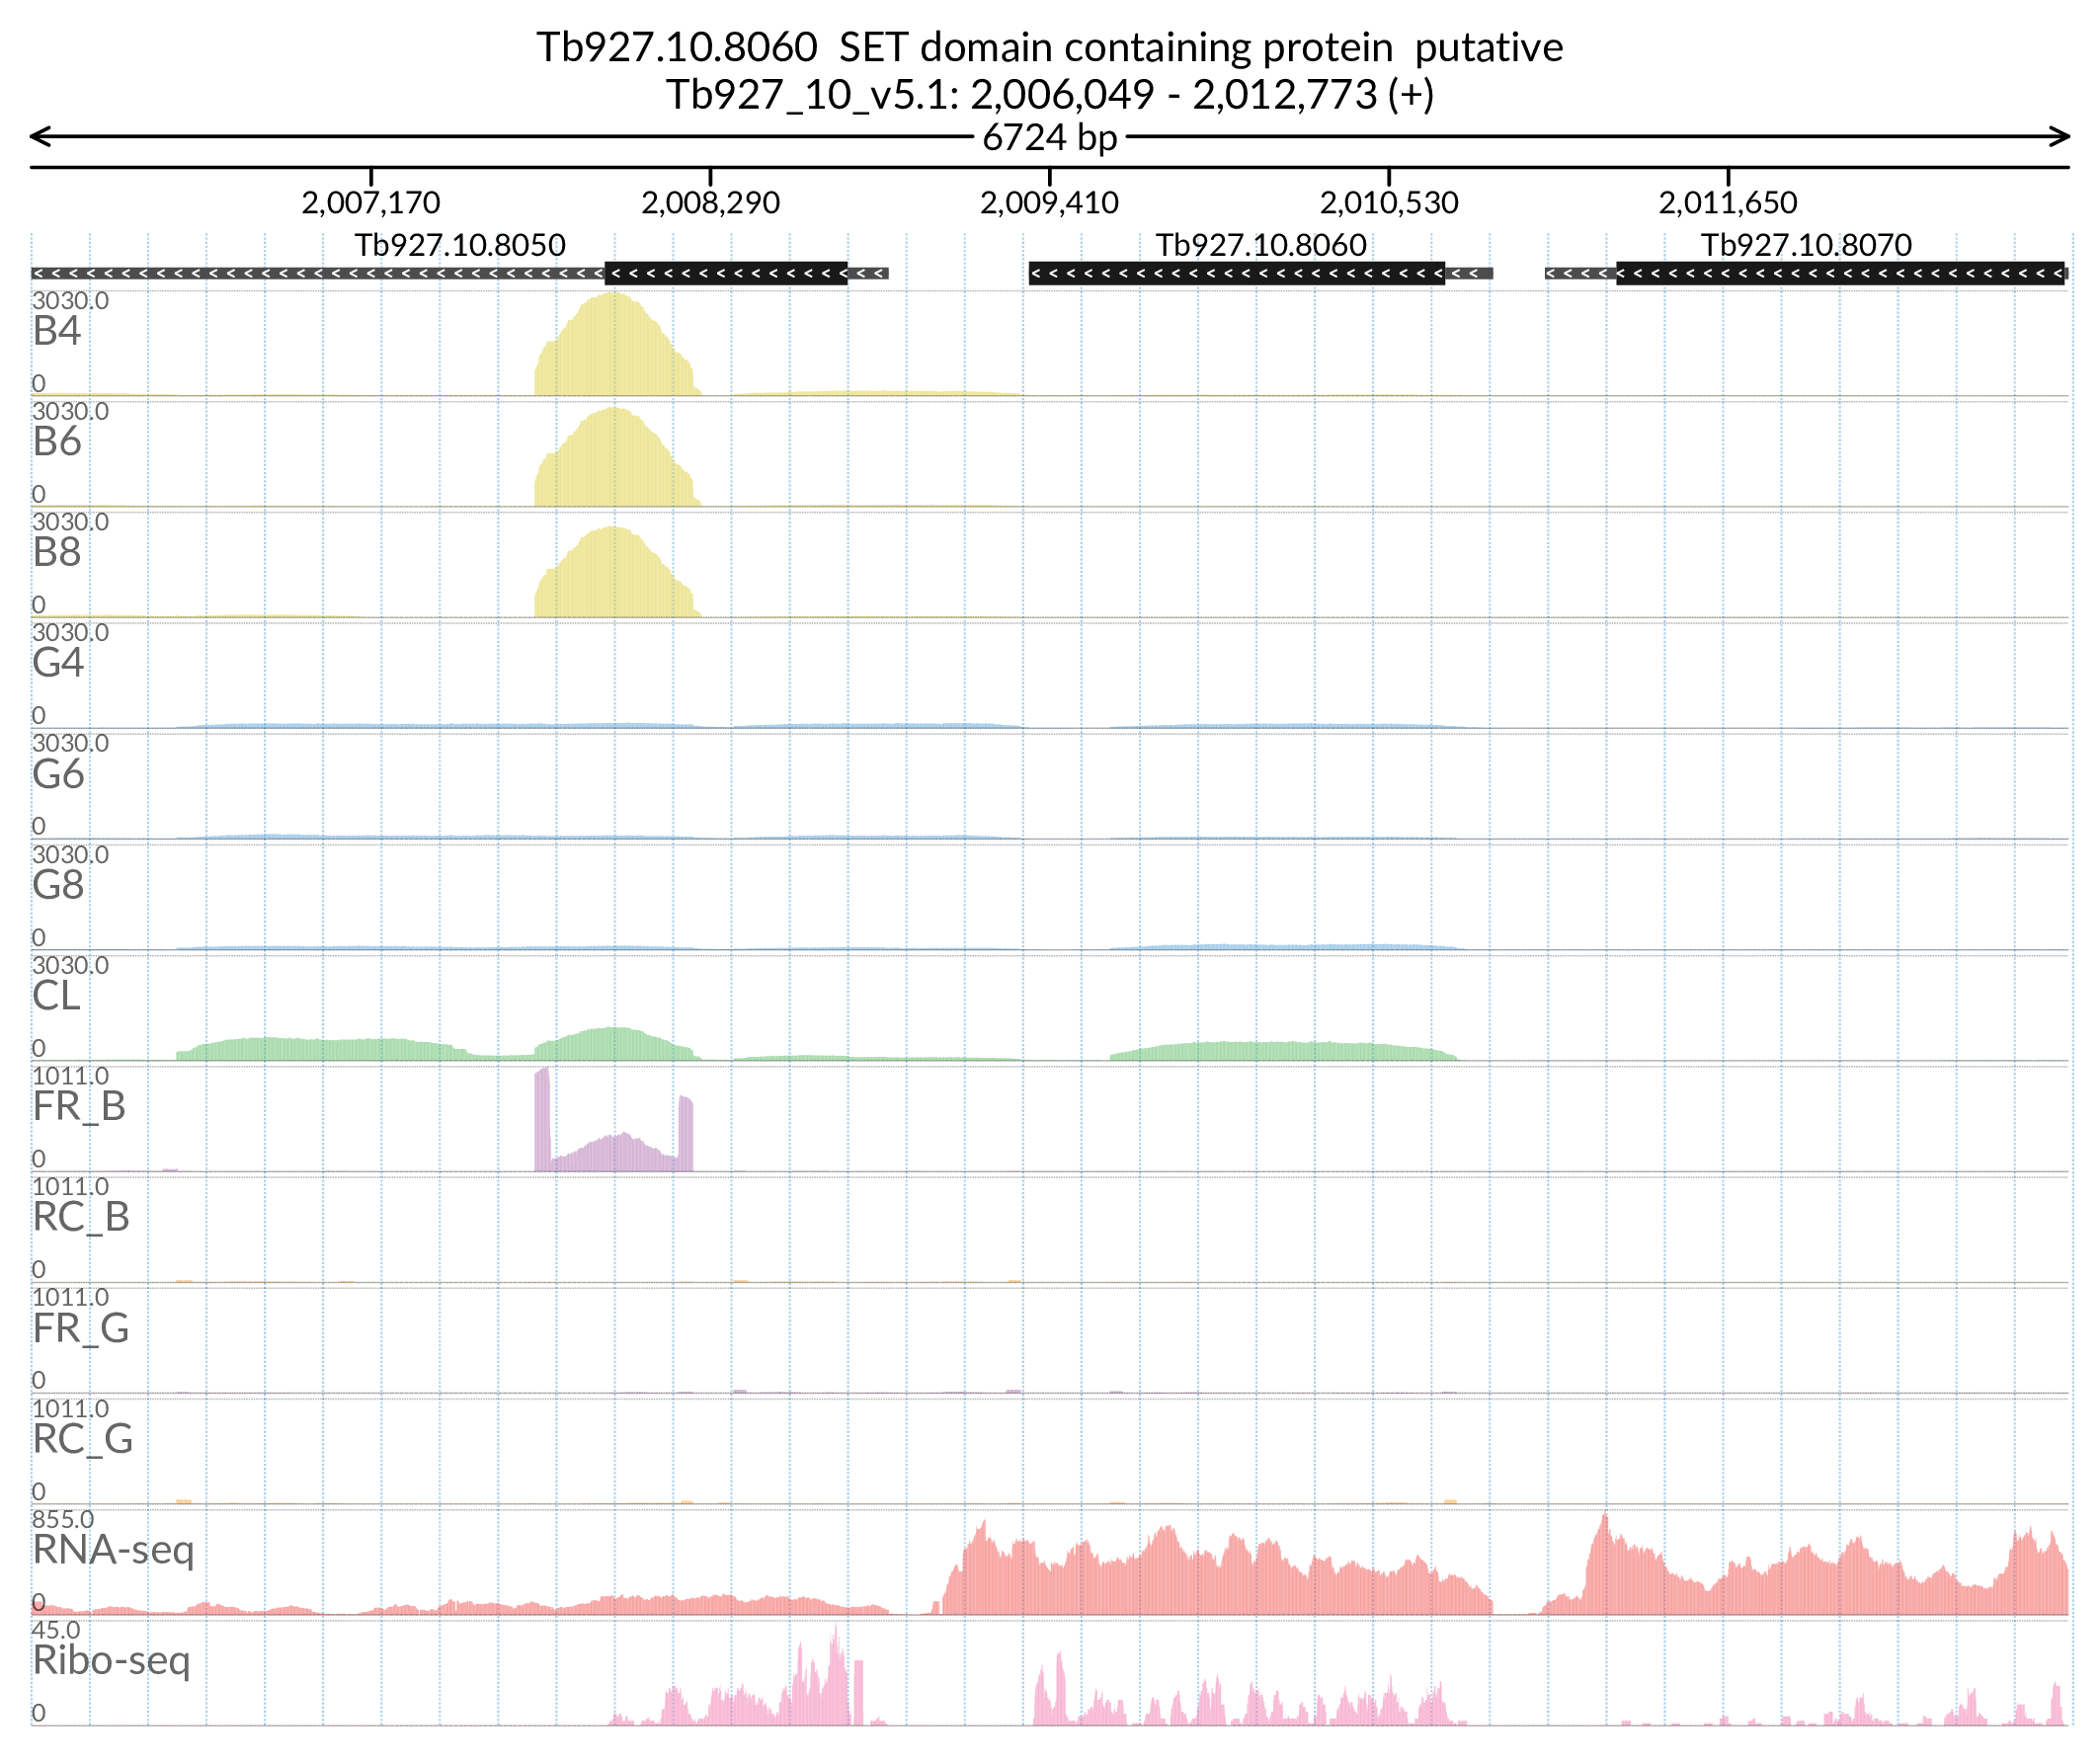 Tb927.10.8060  SET domain containing protein  putative
Tb927_10_v5.1: 2,006,049 - 2,012,773 (+)
6724 bp
2,007,170 2,008,290 2,009,410 2,010,530 2,011,650
Tb927.10.8050 Tb927.10.8060 Tb927.10.8070
3030.0
B4
0
3030.0
B6
0
3030.0
B8
0
3030.0
G4
0
3030.0
G6
0
3030.0
G8
0
3030.0
CL
0
1011.0
FR_B
0
1011.0
RC_B
0
1011.0
FR_G
0
1011.0
RC_G
0
855.0
RNA-seq
0
45.0
Ribo-seq
0